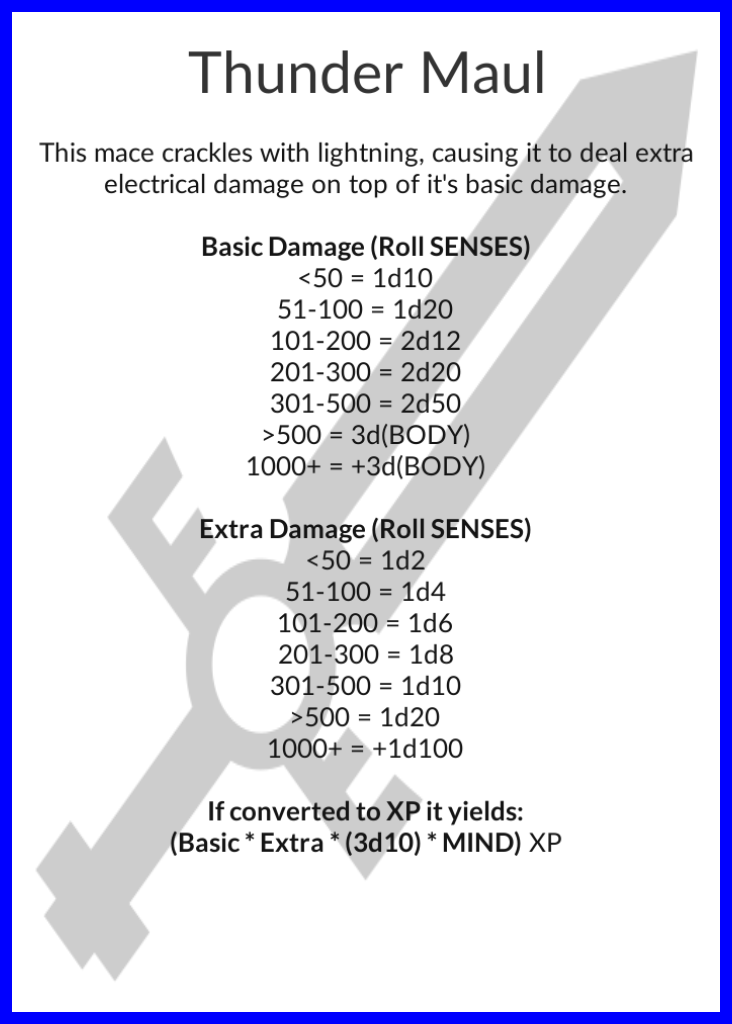 Thunder Maul
This mace crackles with lightning, causing it to deal extra
electrical damage on top of it's basic damage.
Basic Damage (Roll SENSES)
<50 = 1d10
51-100 = 1d20
101-200 = 2d12
201-300 = 2d20
301-500 = 2d50
>500 = 3d(BODY)
1000+ = +3d(BODY)
Extra Damage (Roll SENSES)
<50 = 1d2
51-100 = 1d4
101-200 = 1d6
201-300 = 1d8
301-500 = 1d10
>500 = 1d20
1000+ = +1d100
If converted to XP it yields:
(Basic * Extra * (3d10) * MIND) XP